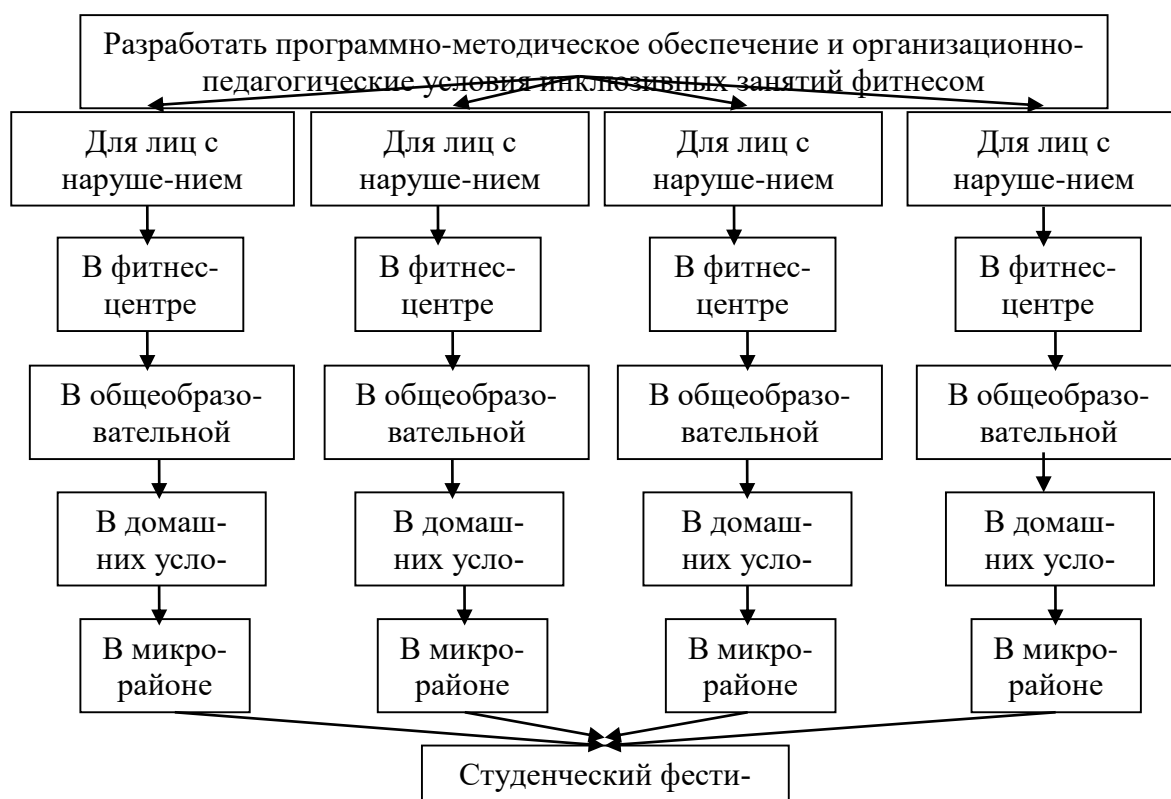 Разработать программно-методическое обеспечение и организационно-
педагогические условия инклюзивных занятий фитнесом
Для лиц с
наруше-нием
Для лиц с
наруше-нием
Для лиц с
наруше-нием
Для лиц с
наруше-нием
В фитнес-
центре
В фитнес-
центре
В фитнес-
центре
В фитнес-
центре
В общеобразо-
вательной
В общеобразо-
вательной
В общеобразо-
вательной
В общеобразо-
вательной
В домаш-
них усло-
В домаш-
них усло-
В домаш-
них усло-
В домаш-
них усло-
В микро-
районе
В микро-
районе
В микро-
районе
В микро-
районе
Студенческий фести-